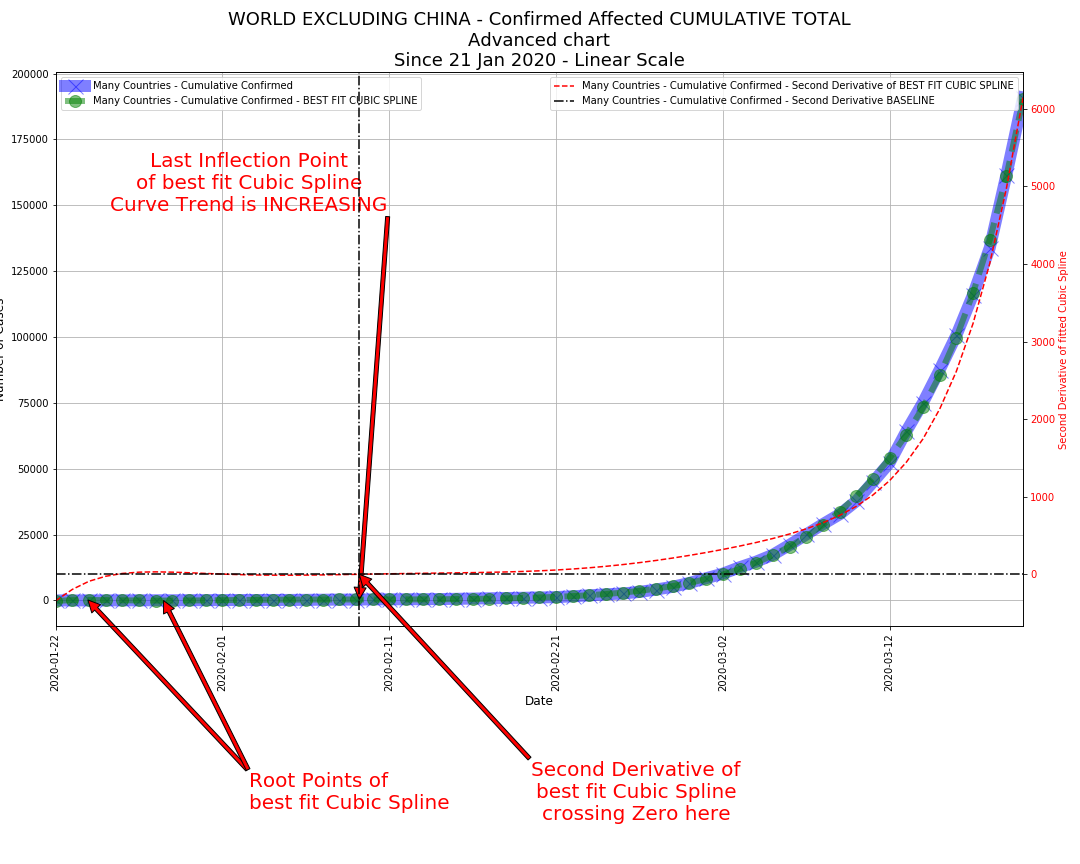 WORLD EXCLUDING CHINA - Confirmed Affected CUMULATIVE TOTAL
Advanced chart
Since 21 Jan 2020 - Linear Scale
Many Countries - Cumulative Confirmed
Many Countries - Cumulative Confirmed - BEST FIT CUBIC SPLINE
Many Countries - Cumulative Confirmed - Second Derivative of BEST FIT CUBIC SPLINE
Many Countries - Cumulative Confirmed - Second Derivative BASELINE
Last Inflection Point
of best fit Cubic Spline
Curve Trend is INCREASING
200000
175000
150000
125000
100000
75000
50000
25000
0
Number of Cases
6000
5000
4000
3000
2000
1000
0
Second Derivative of fitted Cubic Spline
2020-01-22
2020-02-01
2020-02-11
2020-02-21
2020-03-02
2020-03-12
Date
Root Points of
best fit Cubic Spline
Second Derivative of
best fit Cubic Spline
crossing Zero here